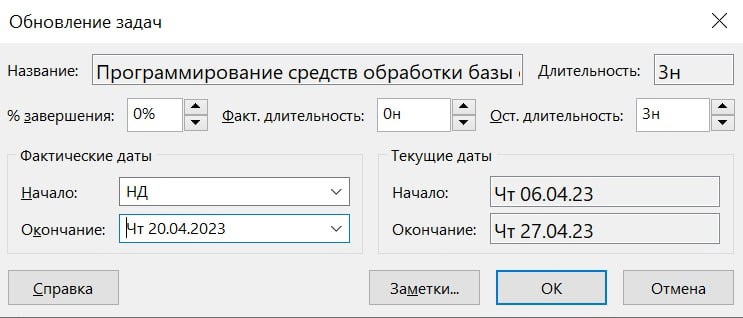 Обновление задач
Название: Программирование средств обработки базы Длительность: 3н
% завершения: 0% Факт. длительность: 0н Ост. длительность: 3н
Фактические даты Текущие даты
Начало: НД Начало: Чт 06.04.23
Окончание: Чт 20.04.2023 Окончание: Чт 27.04.23
Справка Заметки... ОК Отмена